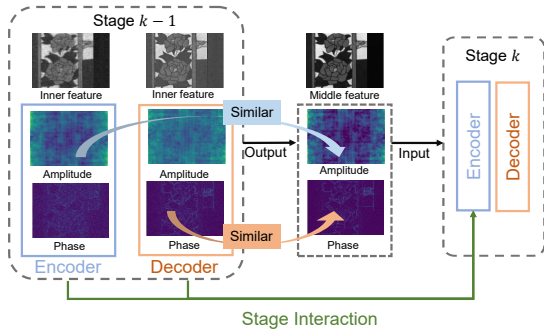 Stage k − 1
Stage k
Inner feature
Inner feature
Middle feature
Similar
Output
Input
Amplitude
Amplitude
Amplitude
Encoder
Decoder
Similar
Phase
Phase
Phase
Encoder
Decoder
Stage Interaction